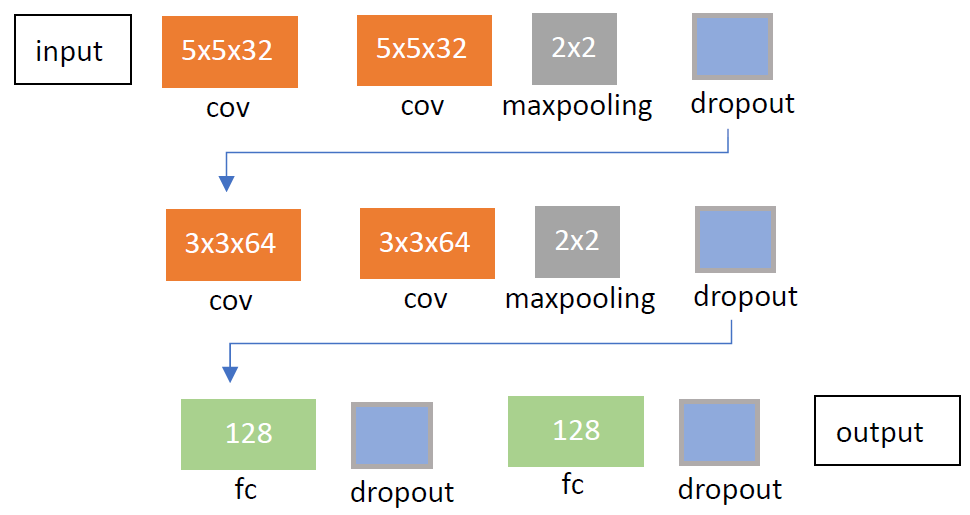 input
5x5x32
5x5x32
2x2
cov
cov
maxpooling
dropout
3x3x64
3x3x64
2x2
cov
cov
maxpooling
dropout
128
128
output
fc
dropout
fc
dropout